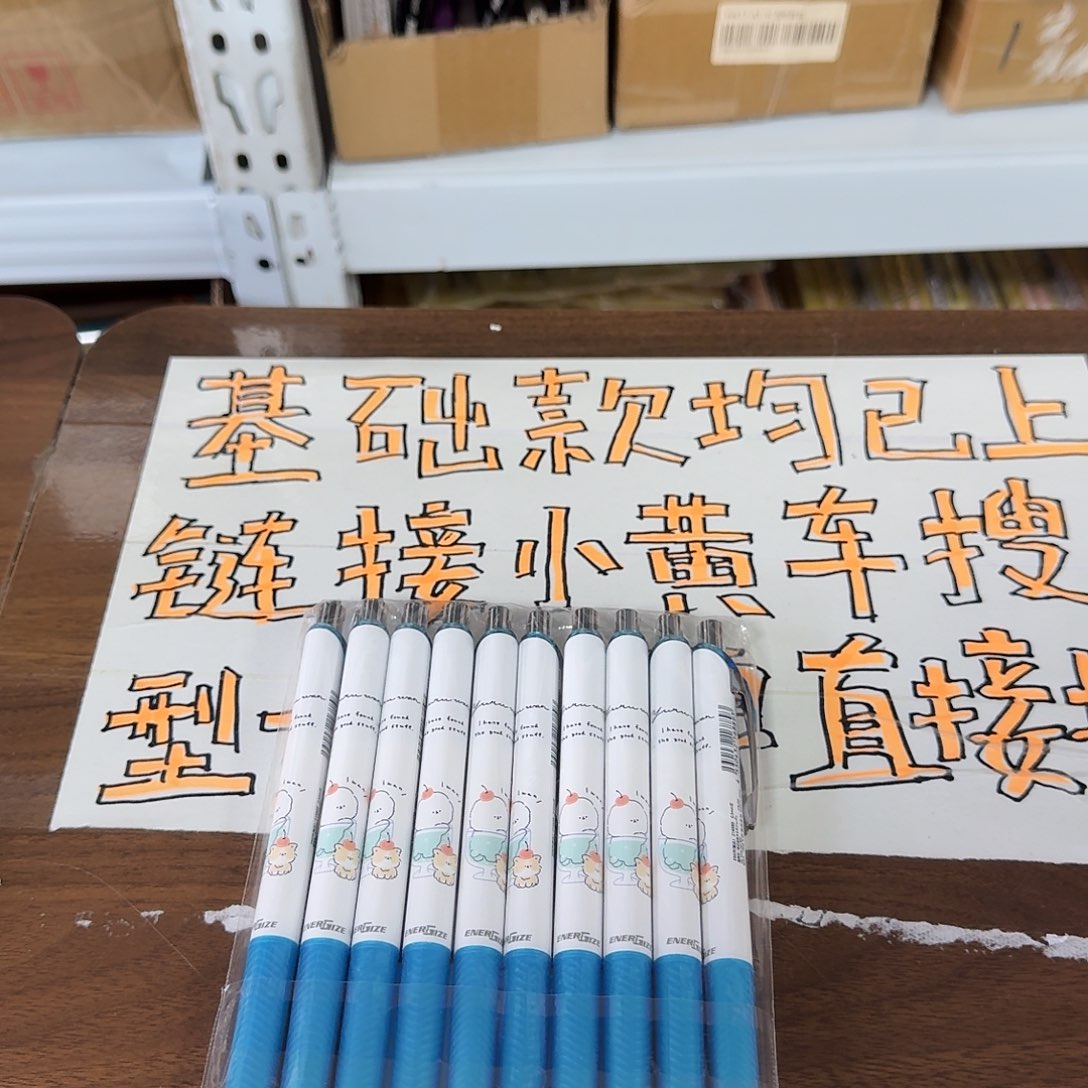 基础款均已上
链接小黄车搜
型一
直接
I have found
the good stuff.
ENERGIZE